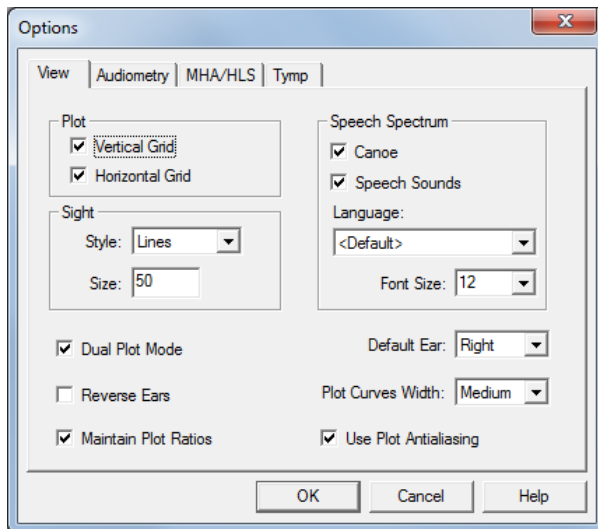 Options
View Audiometry MHA/HLS Tymp
Plot
Vertical Grid
Horizontal Grid
Sight
Style: Lines
Size: 50
Speech Spectrum
Canoe
Speech Sounds
Language:
<Default>
Font Size: 12
Dual Plot Mode
Default Ear: Right
Reverse Ears
Plot Curves Width: Medium
Maintain Plot Ratios
Use Plot Antialiasing
OK Cancel Help